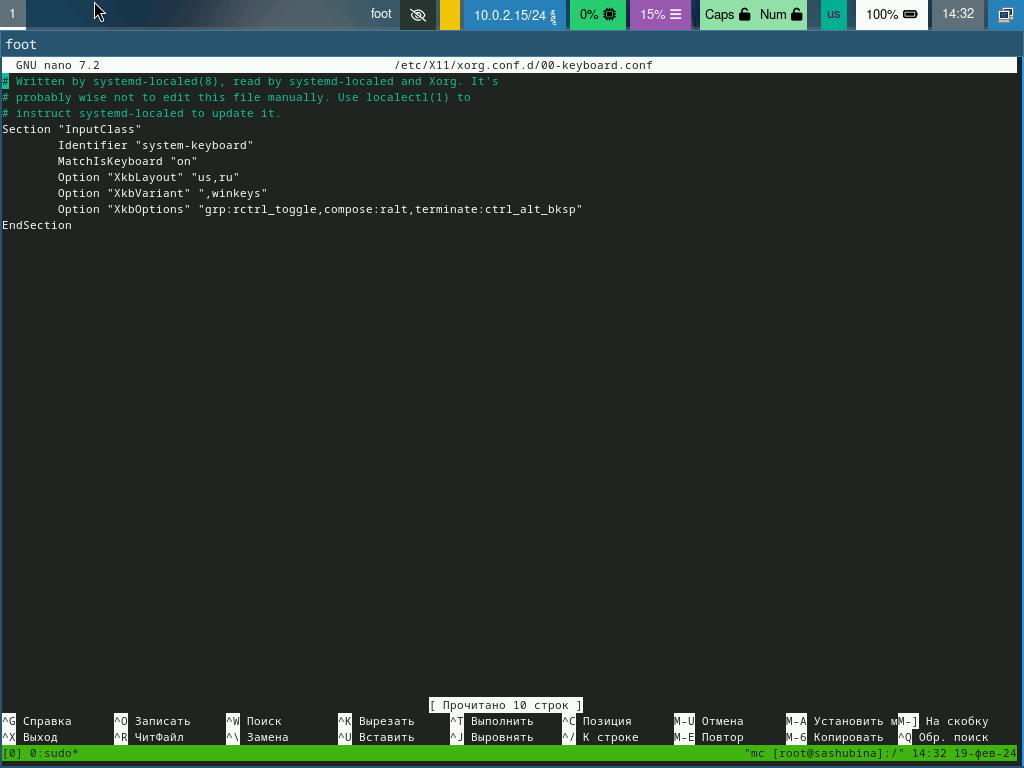 1 foot 10.0.2.15/24 0% 15% Caps Num us 100% 14:32
foot
GNU nano 7.2 /etc/X11/xorg.conf.d/00-keyboard.conf
# Written by systemd-localed(8), read by systemd-localed and Xorg. It's
# probably wise not to edit this file manually. Use localectl(1) to
# instruct systemd-localed to update it.
Section "InputClass"
        Identifier "system-keyboard"
        MatchIsKeyboard "on"
        Option "XkbLayout" "us,ru"
        Option "XkbVariant" ",winkeys"
        Option "XkbOptions" "grp:rctrl_toggle,compose:ralt,terminate:ctrl_alt_bksp"
EndSection
[ Прочитано 10 строк ]
^G Справка ^O Записать ^W Поиск ^K Вырезать ^T Выполнить ^C Позиция M-U Отмена M-A Установить мM-] На скобку
^X Выход ^R ЧитФайл ^\ Замена ^U Вставить ^J Выровнять ^/ К строке M-E Повтор M-6 Копировать ^Q Обр. поиск
[0] 0:sudo* "mc [root@sashubina]:/" 14:32 19-фев-24